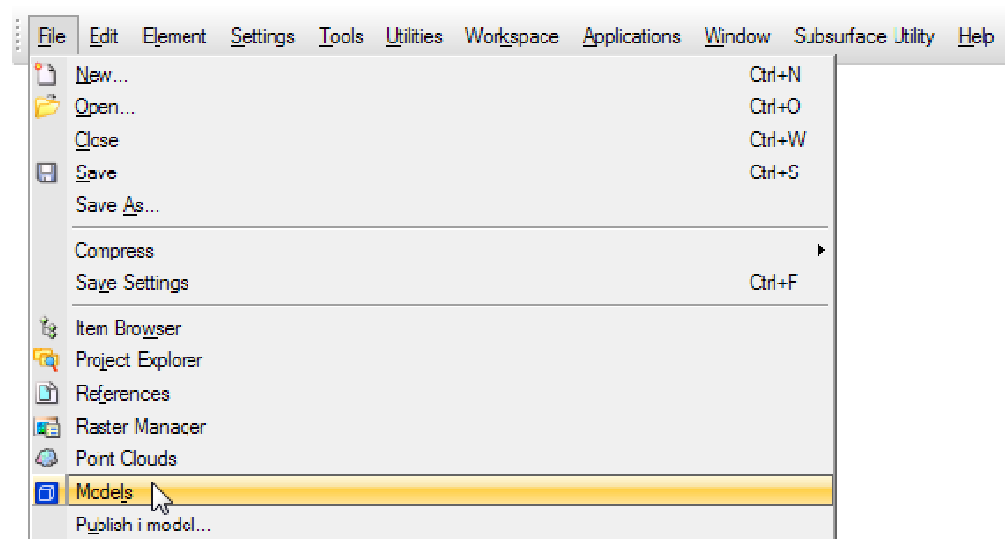 File Edit Element Settings Tools Utilities Workspace Applications Window Subsurface Utility Help
New... Ctrl+N
Open... Ctrl+O
Close Ctrl+W
Save Ctrl+S
Save As...
Compress
Save Settings Ctrl+F
Item Browser
Project Explorer
References
Raster Manager
Point Clouds
Models
Publish i model...